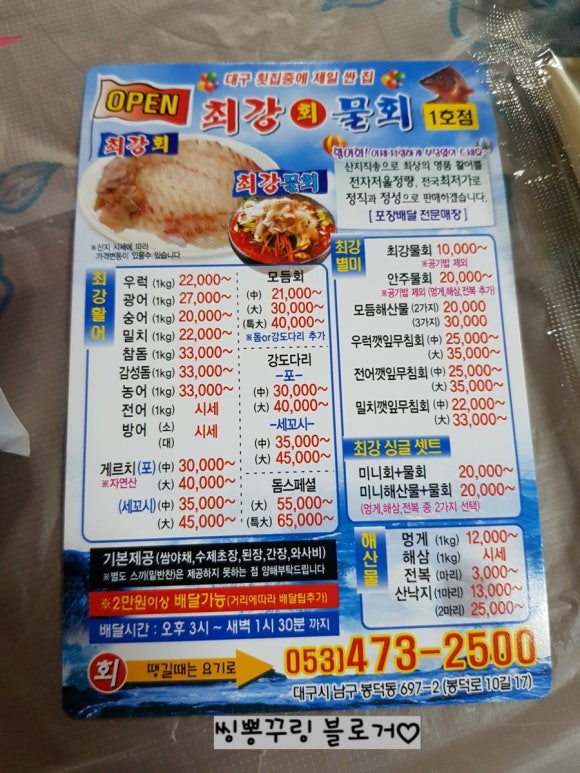 대구 횟집중에 제일 싼 집
OPEN
최강 회 물회 1호점
최강회
최강물회
산지직송으로 최상의 명품 활어를
전자저울정량, 전국최저가로
정직과 정성으로 판매하겠습니다.
[ 포장배달 전문매장 ]
※산지 시세에 따라
가격변동이 있을수 있습니다
최강활어
우럭 (1kg) 22,000~
광어 (1kg) 27,000~
숭어 (1kg) 20,000~
밀치 (1kg) 22,000~
참돔 (1kg) 33,000~
감성돔 (1kg) 33,000~
농어 (1kg) 33,000~
전어 (1kg) 시세
방어 (소) 시세
(대)
게르치 (포) (中) 30,000~
※자연산 (大) 40,000~
(세꼬시) (中) 35,000~
(大) 40,000~
모듬회
(中) 21,000~
(大) 30,000~
(특大) 40,000~
※돔or강도다리 추가
강도다리
-포-
(中) 30,000~
(大) 40,000~
-세꼬시-
(中) 35,000~
(大) 45,000~
돔스페셜
(大) 55,000~
(특大) 65,000~
최강별미
최강물회 10,000~
※공기밥 제외
안주물회 20,000~
※공기밥 제외 (멍게,해삼,전복 추가)
모듬해산물 (2가지) 20,000
(3가지) 30,000
우럭깻잎무침회 (中) 25,000~
(大) 35,000~
전어깻잎무침회 (中) 25,000~
(大) 35,000~
밀치깻잎무침회 (中) 22,000~
(大) 33,000~
최강 싱글 셋트
미니회+물회 20,000~
미니해산물+물회 20,000~
(멍게,해삼,전복 중 2가지 선택)
해산물
멍게 (1kg) 12,000~
해삼 (1kg) 시세
전복 (마리) 3,000~
산낙지 (1마리) 13,000~
(2마리) 25,000~
기본제공 (쌈야채,수제초장,된장,간장,와사비)
※별도 스끼(밑반찬)은 제공하지 못하는 점 양해부탁드립니다
※2만원이상 배달가능(거리에따라 배달팁추가)
배달시간 : 오후 3시 ~ 새벽 1시 30분 까지
회 땡길때는 요기로 053)473-2500
대구시 남구 봉덕동 697-2 (봉덕로 10길 17)
씽뽕꾸링 블로거♡